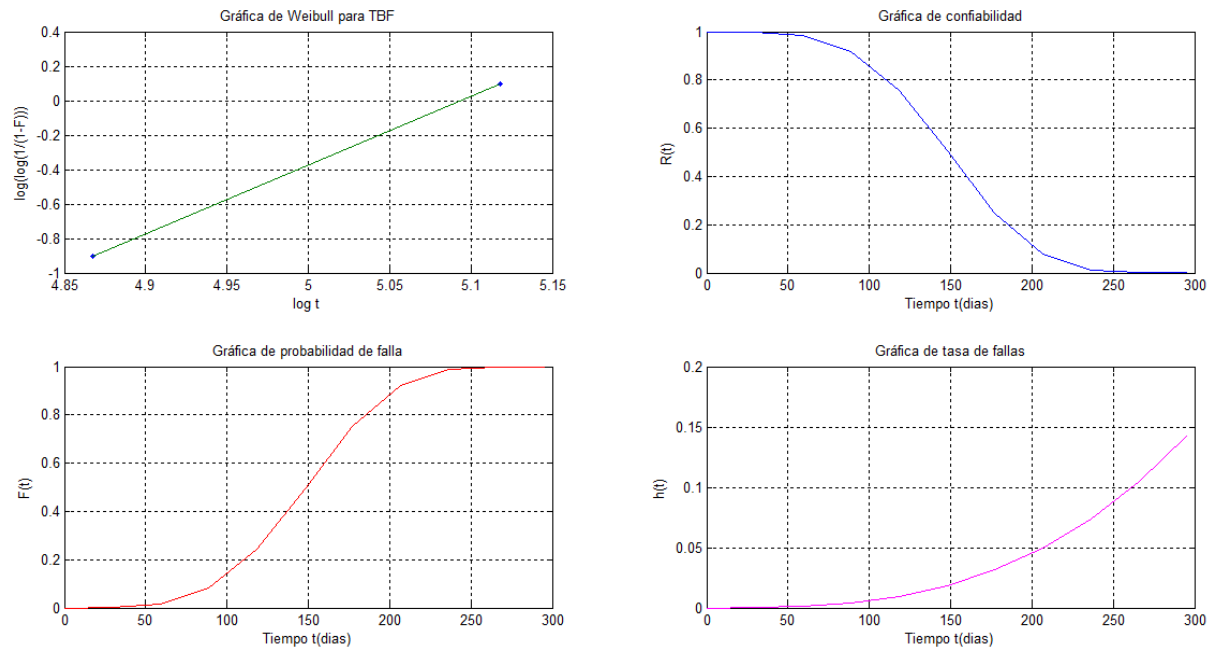 Gráfica de Weibull para TBF
0.4
0.2
0
-0.2
-0.4
-0.6
-0.8
-1
log(log(1/(1-F)))
4.85 4.9 4.95 5 5.05 5.1 5.15
log t
Gráfica de confiabilidad
1
0.8
0.6
0.4
0.2
0
R(t)
0 50 100 150 200 250 300
Tiempo t(dias)
Gráfica de probabilidad de falla
1
0.8
0.6
0.4
0.2
0
F(t)
0 50 100 150 200 250 300
Tiempo t(dias)
Gráfica de tasa de fallas
0.2
0.15
0.1
0.05
0
h(t)
0 50 100 150 200 250 300
Tiempo t(dias)